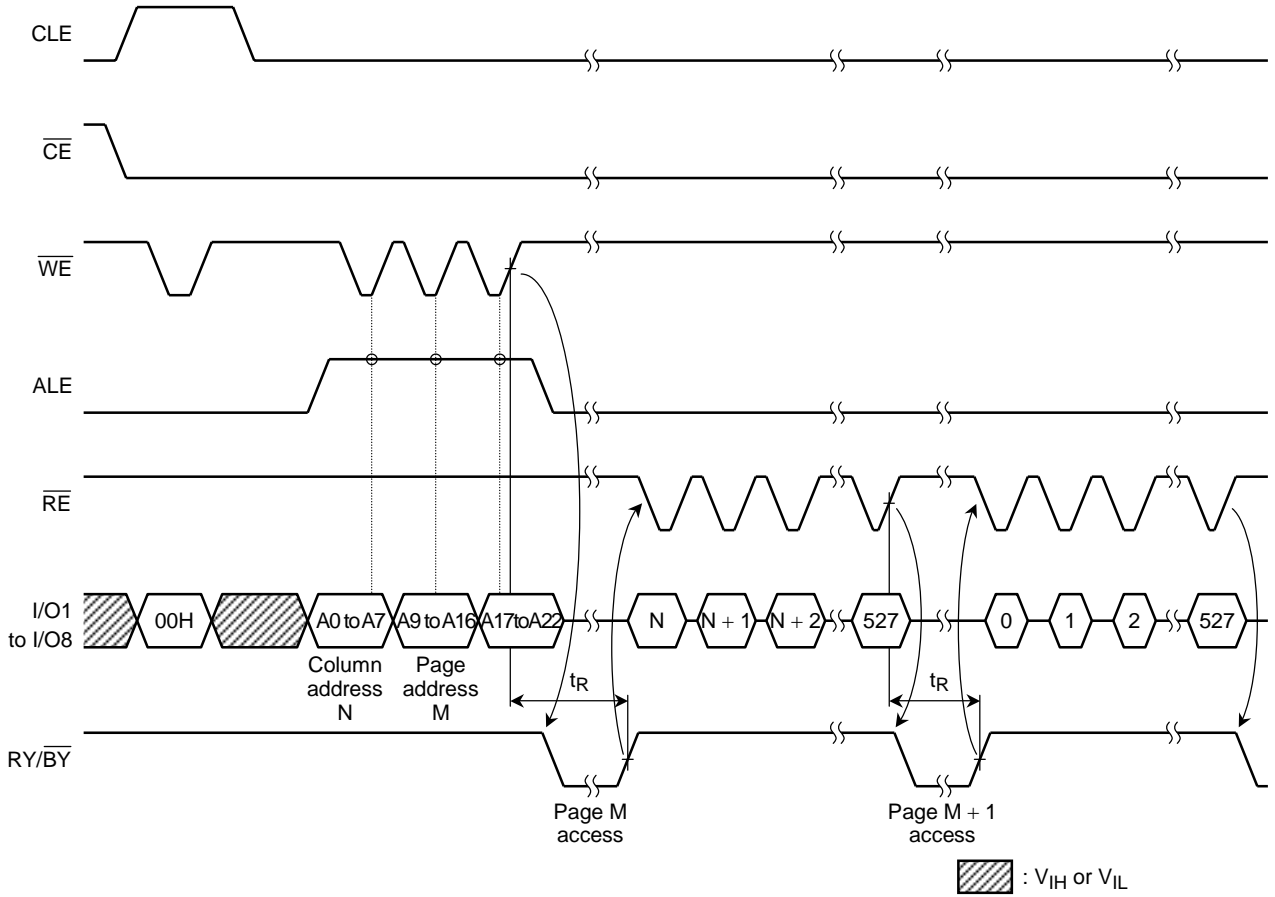 CLE
CE
WE
ALE
RE
I/O1
to I/O8
00H
A0 to A7
A9 to A16
A17 to A22
N
N + 1
N + 2
527
0
1
2
527
Column
address
N
Page
address
M
tR
tR
RY/BY
Page M
access
Page M + 1
access
: VIH or VIL